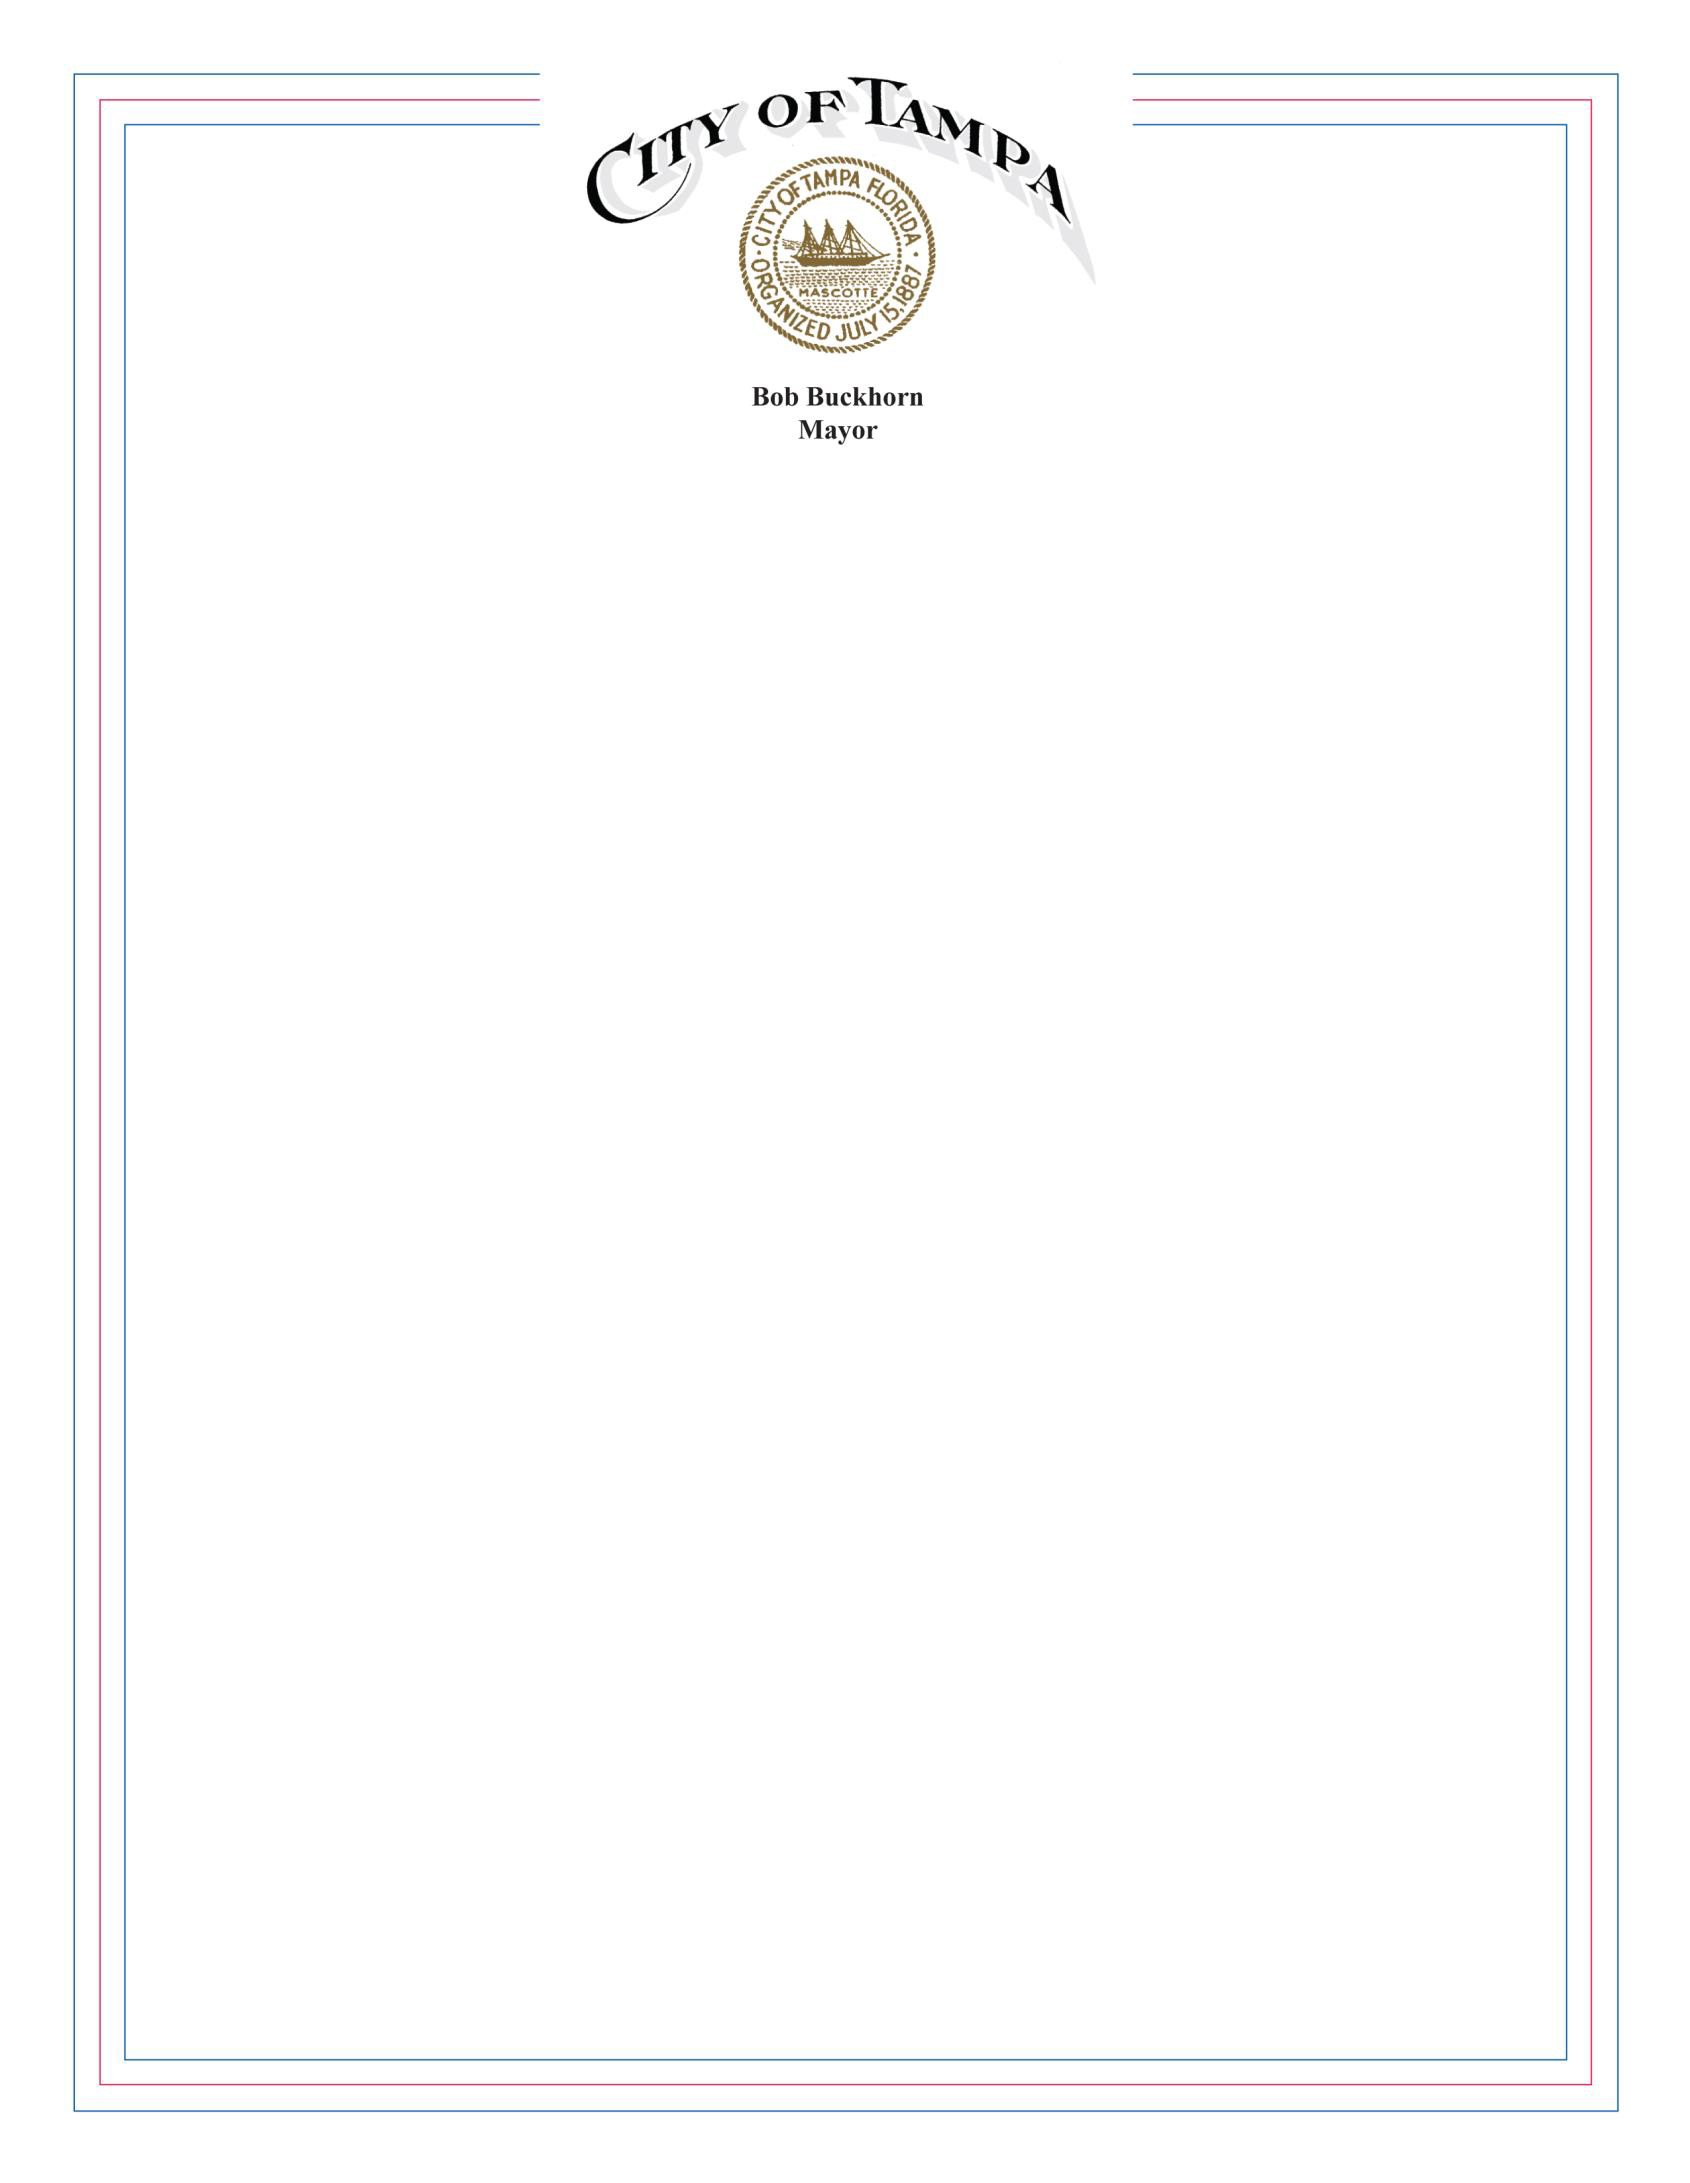 CITY OF TAMPA
CITY OF TAMPA FLORIDA
MASCOTTE
ORGANIZED JULY 15, 1887
Bob Buckhorn
Mayor